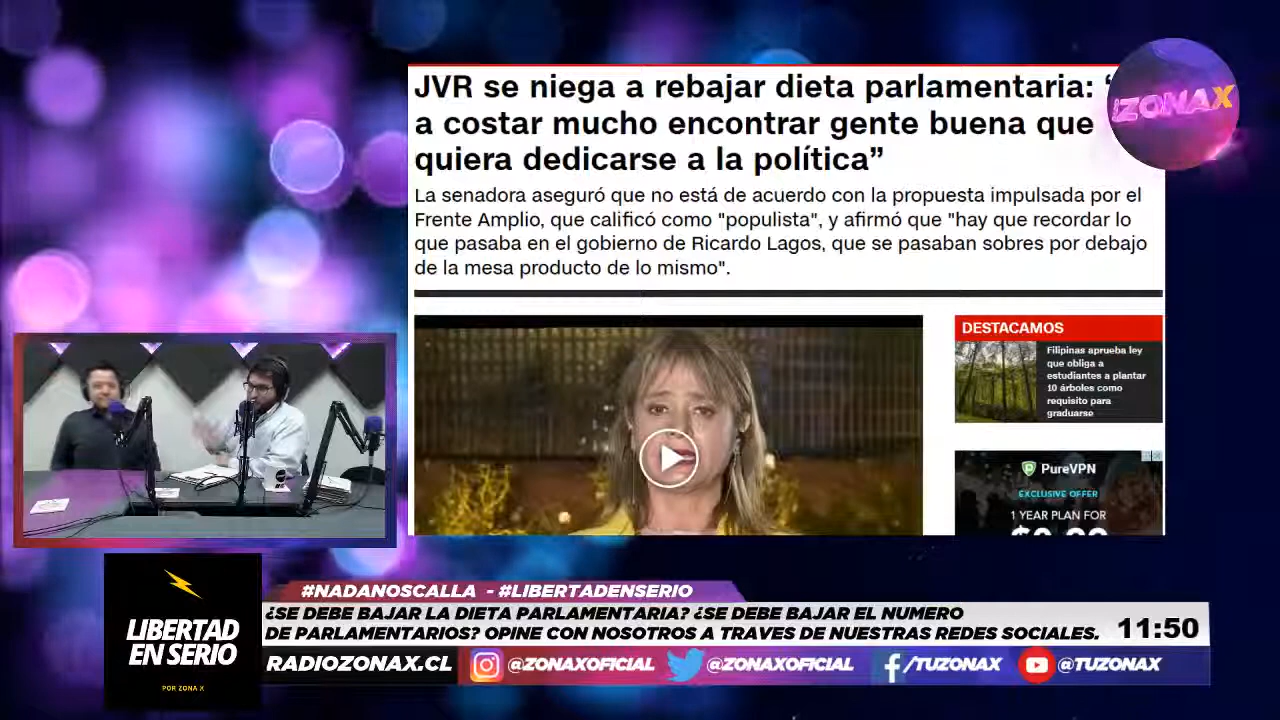 JVR se niega a rebajar dieta parlamentaria:
a costar mucho encontrar gente buena que
quiera dedicarse a la política”
ZONAX
La senadora aseguró que no está de acuerdo con la propuesta impulsada por el
Frente Amplio, que calificó como "populista", y afirmó que "hay que recordar lo
que pasaba en el gobierno de Ricardo Lagos, que se pasaban sobres por debajo
de la mesa producto de lo mismo".
DESTACAMOS
Filipinas aprueba ley
que obliga a
estudiantes a plantar
10 árboles como
requisito para
graduarse
PureVPN
EXCLUSIVE OFFER
1 YEAR PLAN FOR
#NADANOSCALLA - #LIBERTADENSERIO
¿SE DEBE BAJAR LA DIETA PARLAMENTARIA? ¿SE DEBE BAJAR EL NUMERO
DE PARLAMENTARIOS? OPINE CON NOSOTROS A TRAVES DE NUESTRAS REDES SOCIALES.
11:50
LIBERTAD
EN SERIO
POR ZONA X
RADIOZONAX.CL
@ZONAXOFICIAL
@ZONAXOFICIAL
/TUZONAX
@TUZONAX